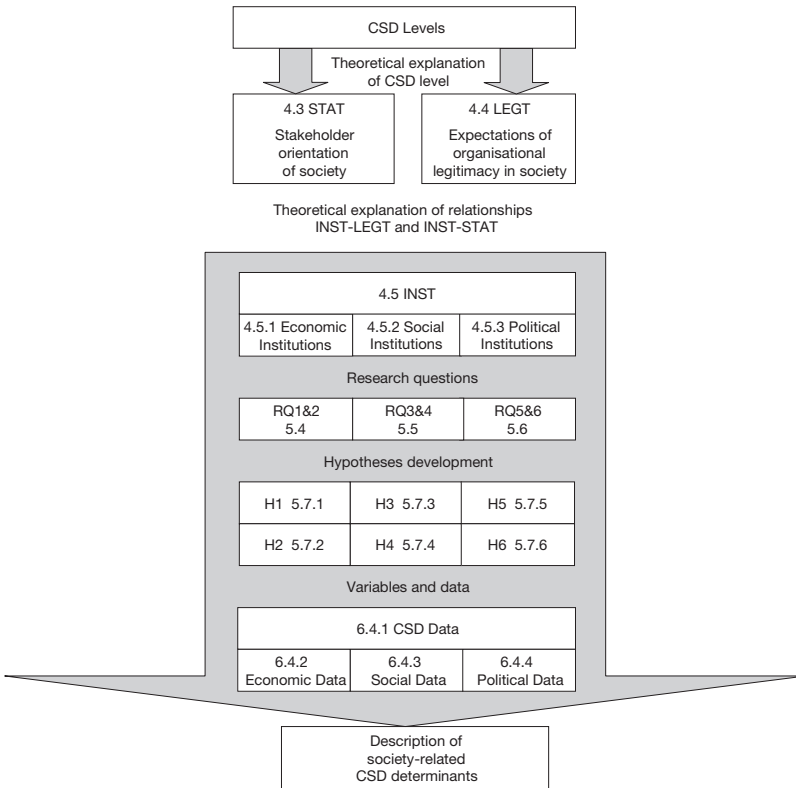 CSD Levels
Theoretical explanation
of CSD level
4.3 STAT
Stakeholder
orientation
of society
4.4 LEGT
Expectations of
organisational
legitimacy in society
Theoretical explanation of relationships
INST-LEGT and INST-STAT
4.5 INST
4.5.1 Economic
Institutions
4.5.2 Social
Institutions
4.5.3 Political
Institutions
Research questions
RQ1&2
5.4
RQ3&4
5.5
RQ5&6
5.6
Hypotheses development
H1 5.7.1
H3 5.7.3
H5 5.7.5
H2 5.7.2
H4 5.7.4
H6 5.7.6
Variables and data
6.4.1 CSD Data
6.4.2
Economic Data
6.4.3
Social Data
6.4.4
Political Data
Description of
society-related
CSD determinants